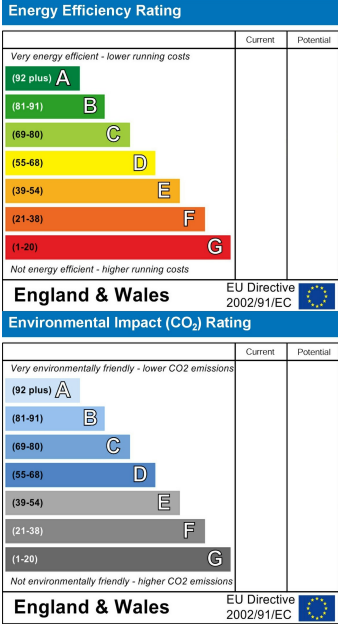 Energy Efficiency Rating
Current Potential
Very energy efficient - lower running costs
(92 plus) A
(81-91) B
(69-80) C
(55-68) D
(39-54) E
(21-38) F
(1-20) G
Not energy efficient - higher running costs
England & Wales
EU Directive
2002/91/EC
Environmental Impact (CO₂) Rating
Current Potential
Very environmentally friendly - lower CO2 emissions
(92 plus) A
(81-91) B
(69-80) C
(55-68) D
(39-54) E
(21-38) F
(1-20) G
Not environmentally friendly - higher CO2 emissions
England & Wales
EU Directive
2002/91/EC